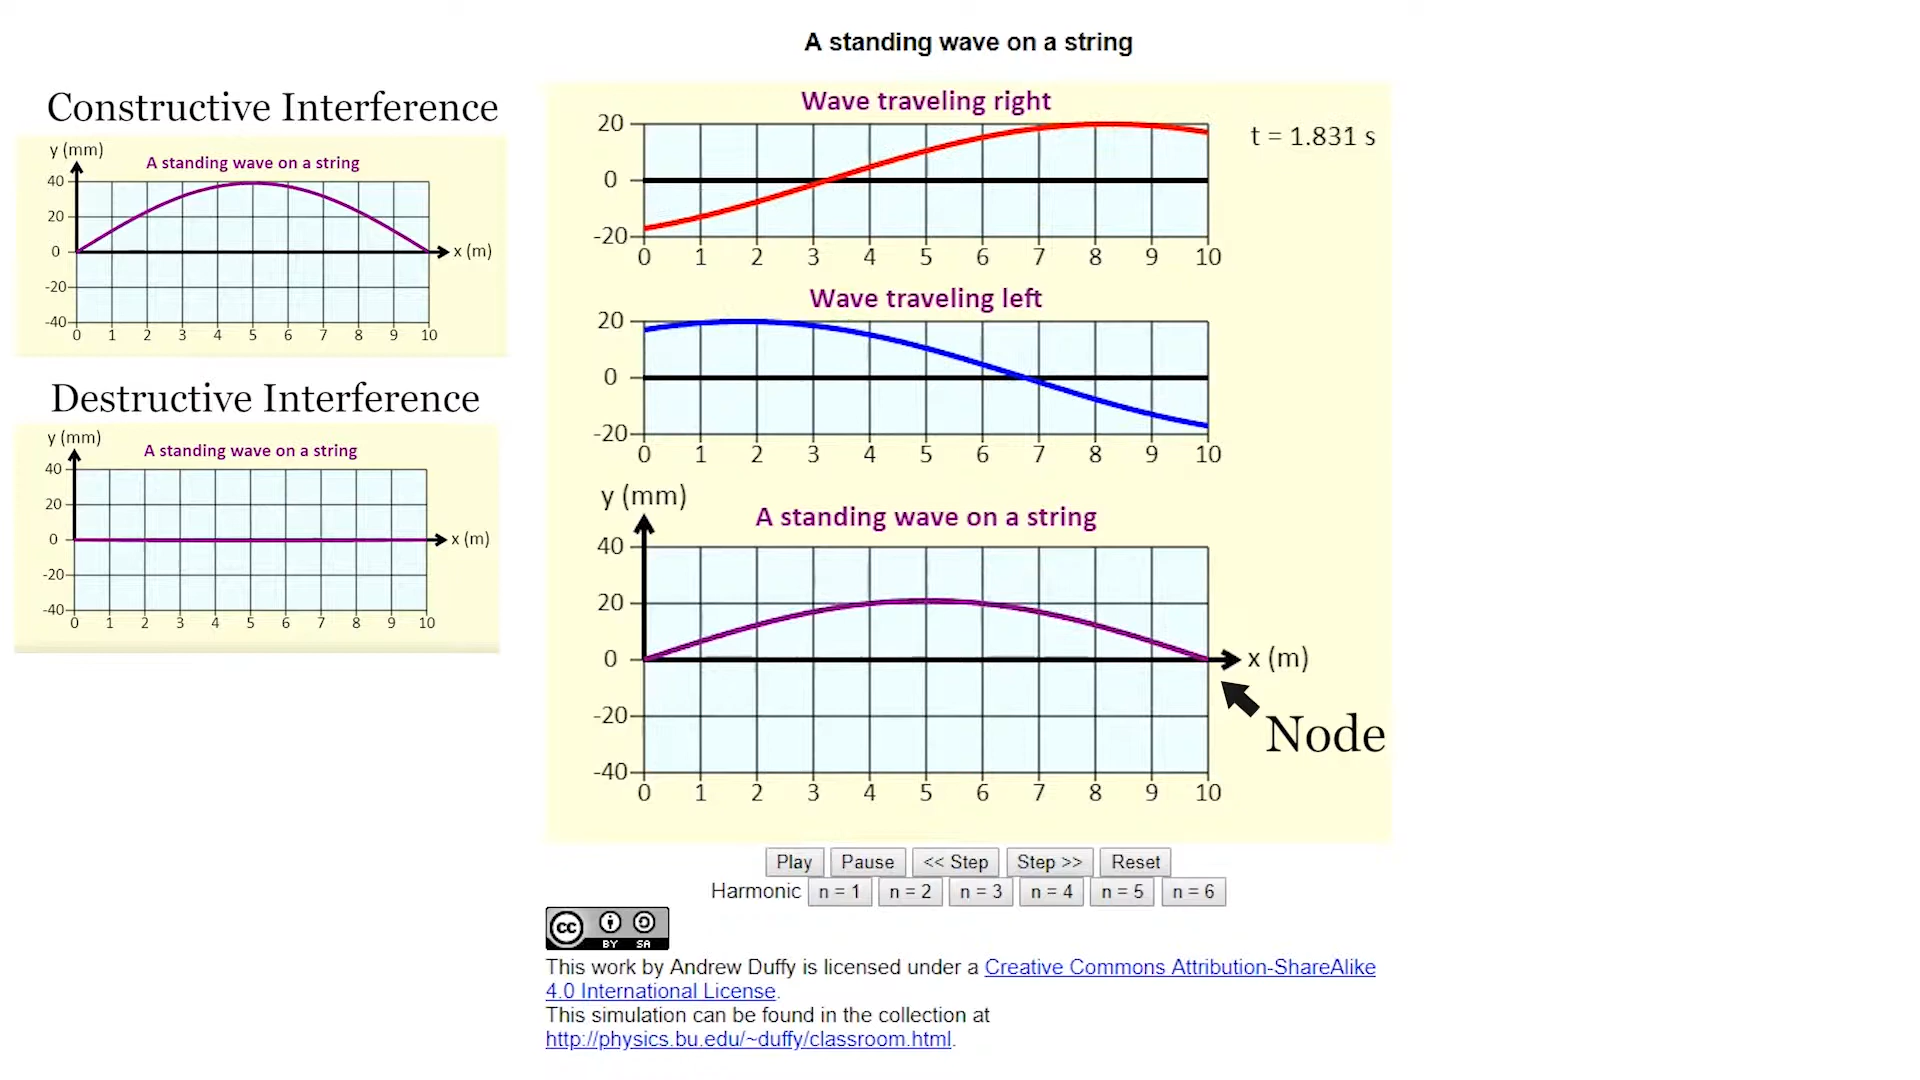 A standing wave on a string
Constructive Interference
y (mm)
A standing wave on a string
40
20
0
-20
-40
x (m)
0 1 2 3 4 5 6 7 8 9 10
Destructive Interference
y (mm)
A standing wave on a string
40
20
0
-20
-40
x (m)
0 1 2 3 4 5 6 7 8 9 10
Wave traveling right
t = 1.831 s
20
0
-20
0 1 2 3 4 5 6 7 8 9 10
Wave traveling left
20
0
-20
0 1 2 3 4 5 6 7 8 9 10
y (mm)
A standing wave on a string
40
20
0
-20
-40
x (m)
Node
0 1 2 3 4 5 6 7 8 9 10
Play Pause << Step Step >> Reset
Harmonic n = 1 n = 2 n = 3 n = 4 n = 5 n = 6
cc BY SA
This work by Andrew Duffy is licensed under a Creative Commons Attribution-ShareAlike
4.0 International License.
This simulation can be found in the collection at
http://physics.bu.edu/~duffy/classroom.html.